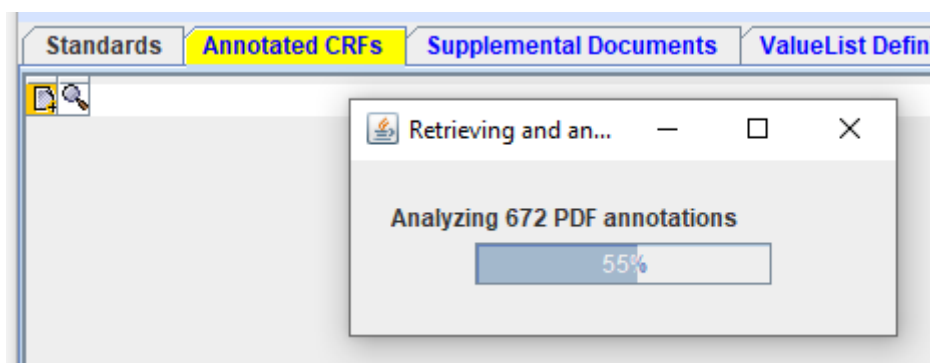 Standards Annotated CRFs Supplemental Documents ValueList Defin
Retrieving and an...
Analyzing 672 PDF annotations
55%